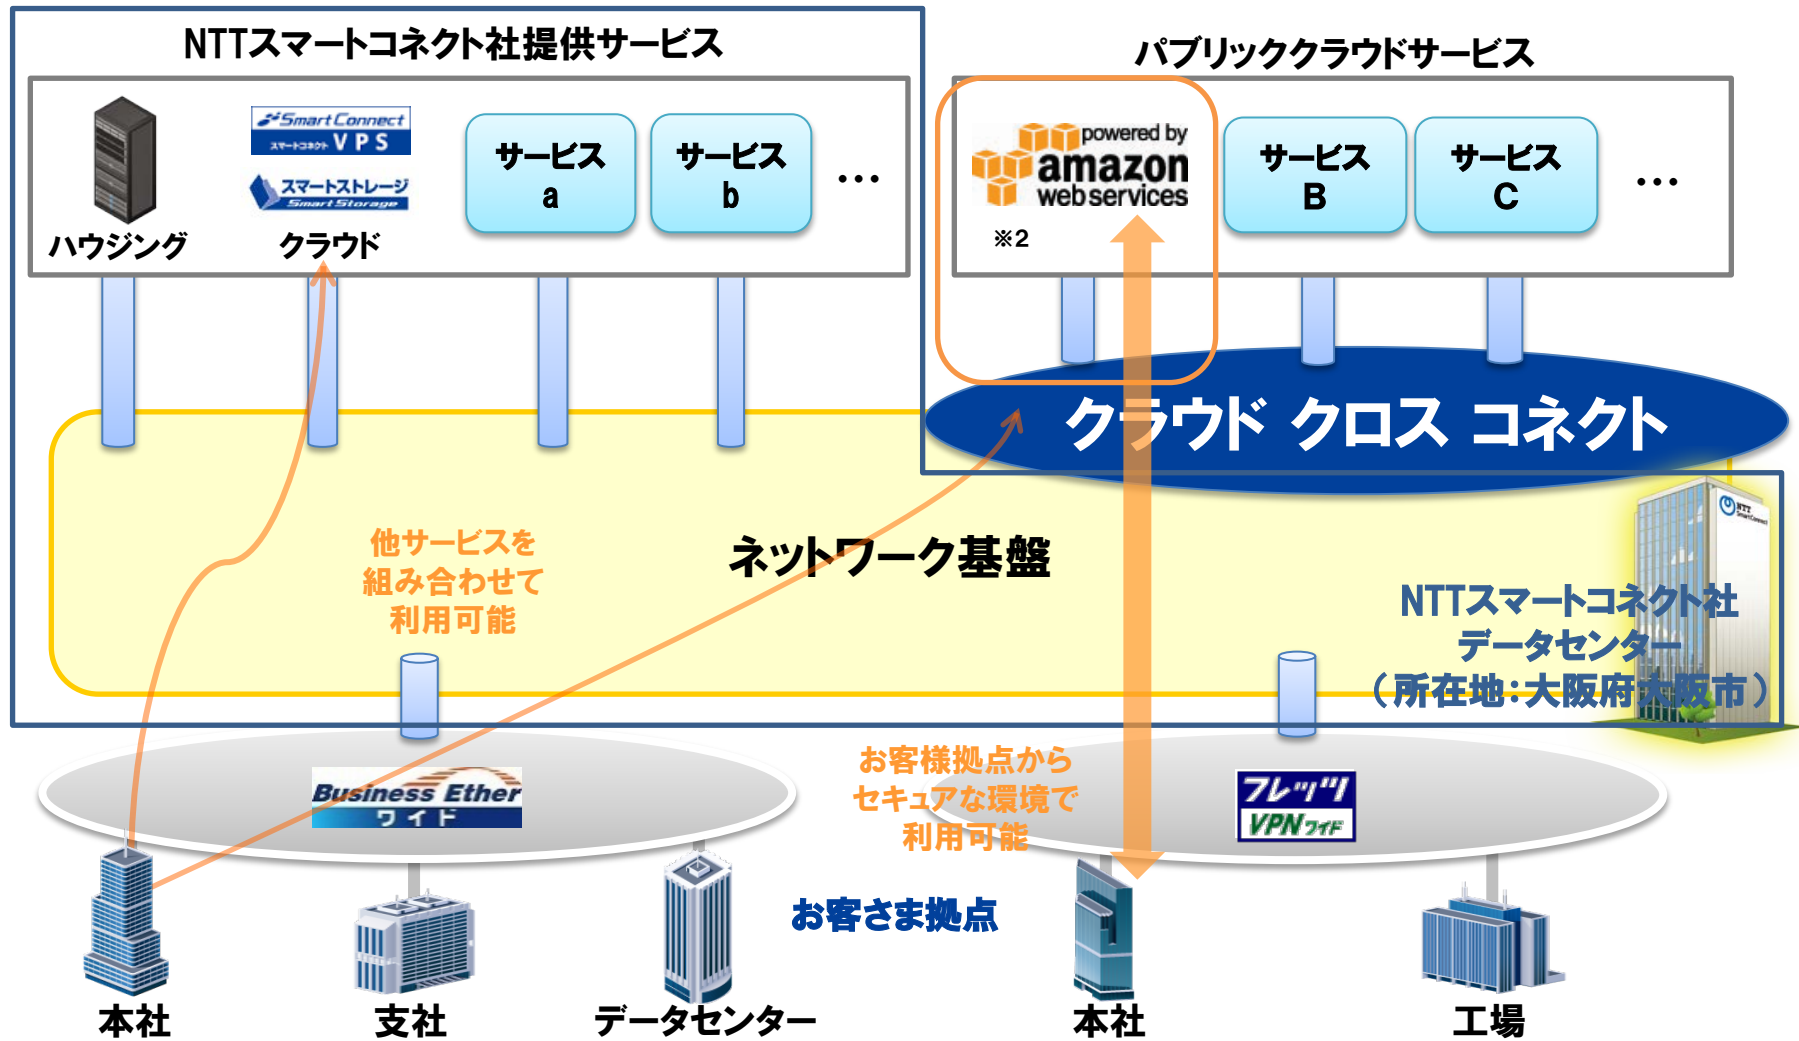 NTTスマートコネクト社提供サービス
パブリッククラウドサービス
SmartConnect
スマートコネクト VPS
スマートストレージ
Smart Storage
ハウジング
クラウド
サービス
a
サービス
b
…
powered by
amazon
web services
※2
サービス
B
サービス
C
…
クラウド クロス コネクト
他サービスを
組み合わせて
利用可能
ネットワーク基盤
NTT
SmartConnect
NTTスマートコネクト社
データセンター
（所在地：大阪府大阪市）
Business Ether
ワイド
お客様拠点から
セキュアな環境で
利用可能
フレッツ
VPNワイド
お客さま拠点
本社
支社
データセンター
本社
工場